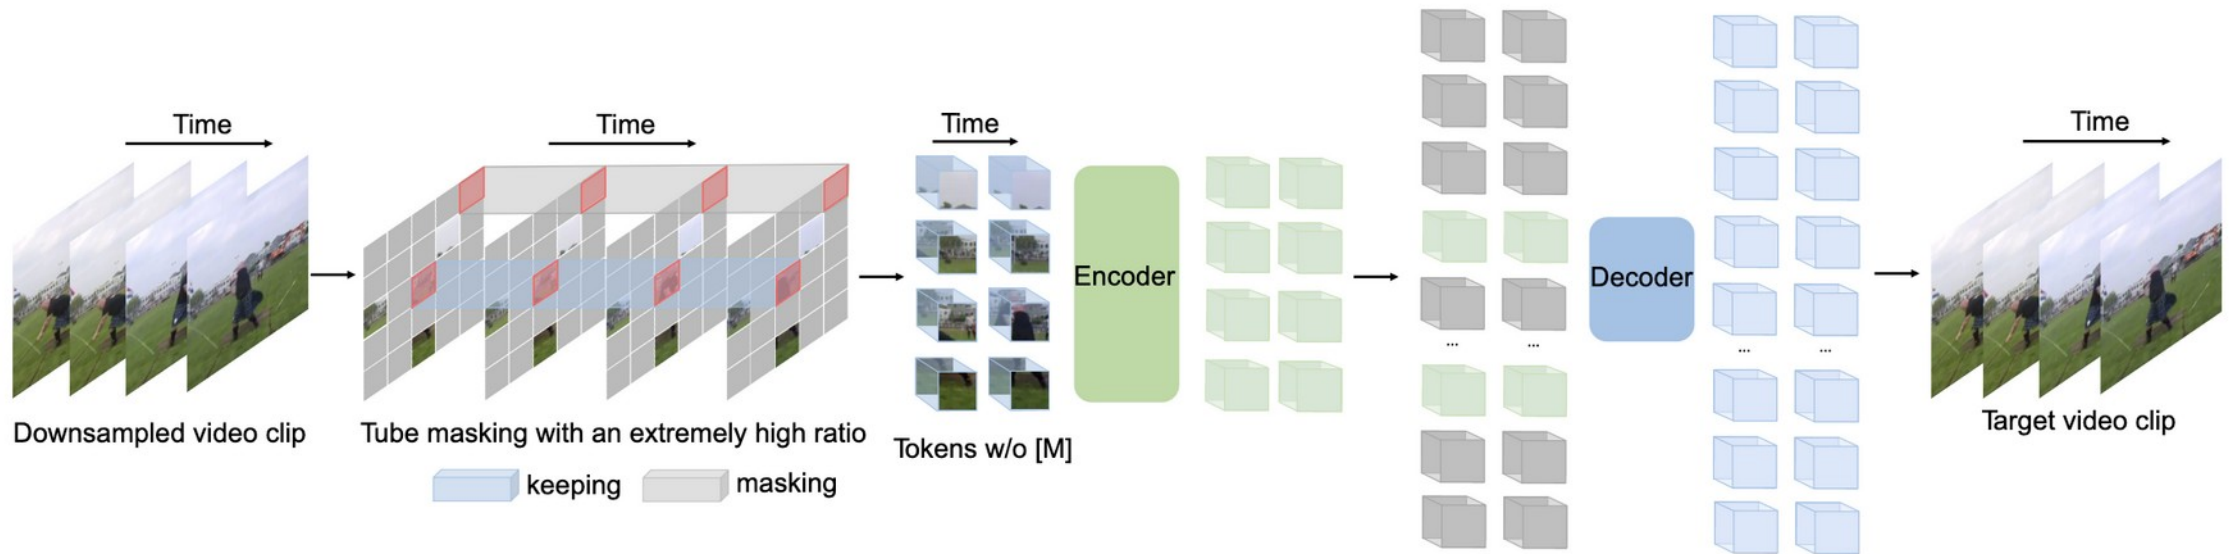 Time
Time
Time
Time
Encoder
Decoder
...
...
...
...
Downsampled video clip
Tube masking with an extremely high ratio
Tokens w/o [M]
Target video clip
keeping
masking